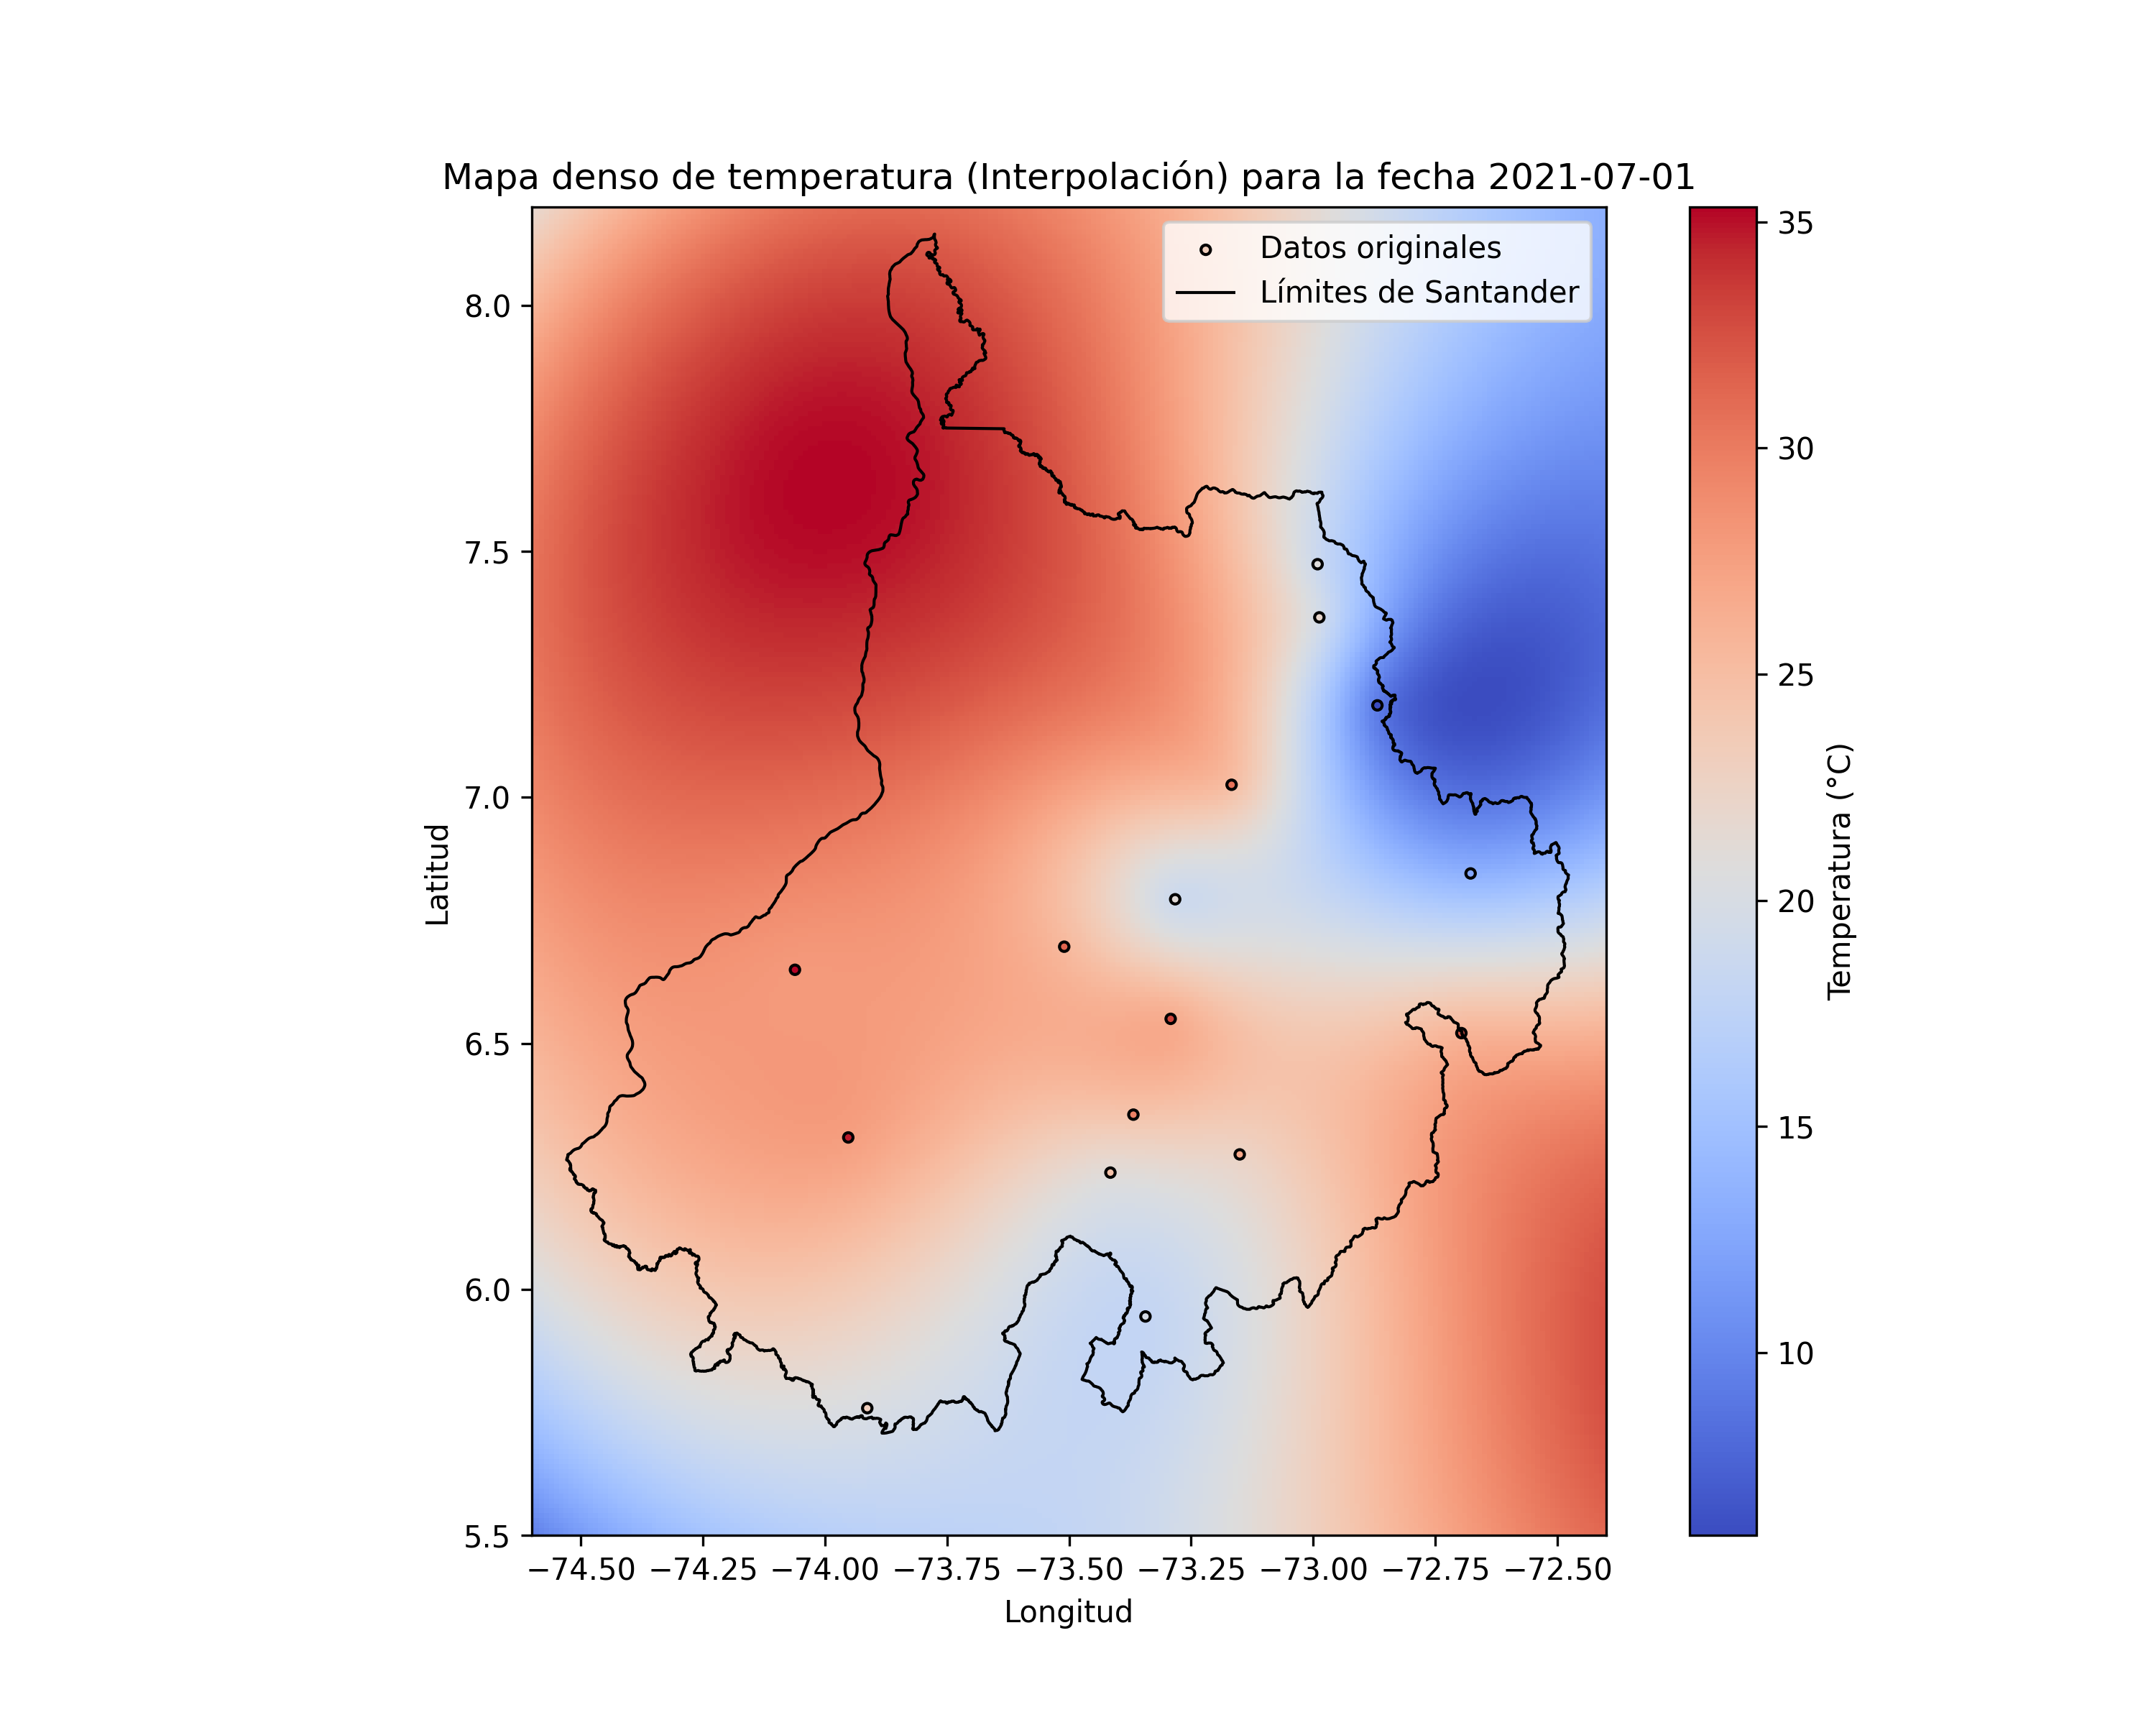 Mapa denso de temperatura (Interpolación) para la fecha 2021-07-01
Datos originales
Límites de Santander
8.0
7.5
7.0
6.5
6.0
5.5
Latitud
−74.50 −74.25 −74.00 −73.75 −73.50 −73.25 −73.00 −72.75 −72.50
Longitud
35
30
25
20
15
10
Temperatura (°C)